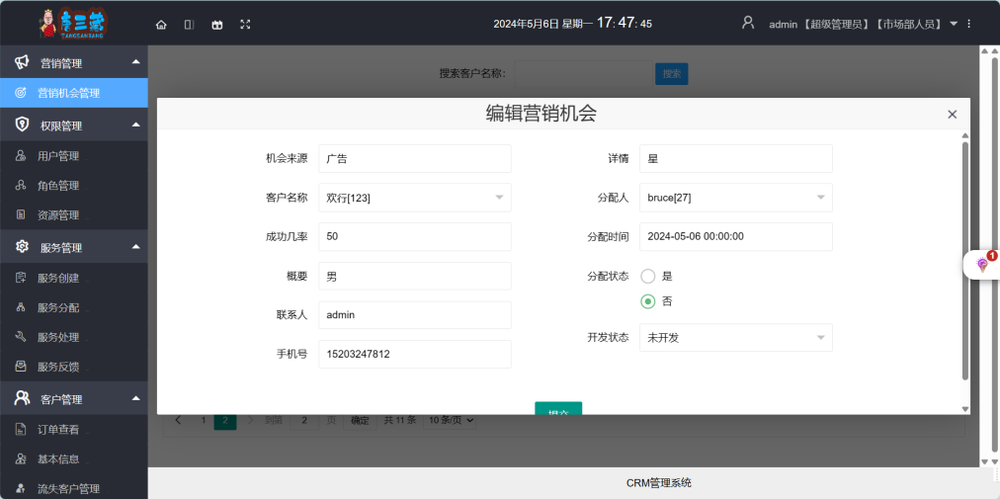 唐三藏
TANGSANZANG
2024年5月6日 星期一 17:47:45
admin 【超级管理员】【市场部人员】
营销管理
营销机会管理
权限管理
用户管理
角色管理
资源管理
服务管理
服务创建
服务分配
服务处理
服务反馈
客户管理
订单查看
基本信息
流失客户管理
搜索客户名称：
搜索
编辑营销机会
机会来源 广告
详情 星
客户名称 欢行[123]
分配人 bruce[27]
成功几率 50
分配时间 2024-05-06 00:00:00
概要 男
分配状态 是
否
联系人 admin
开发状态 未开发
手机号 15203247812
提交
1 2 到第 2 页 确定 共 11 条 10 条/页
1
CRM管理系统